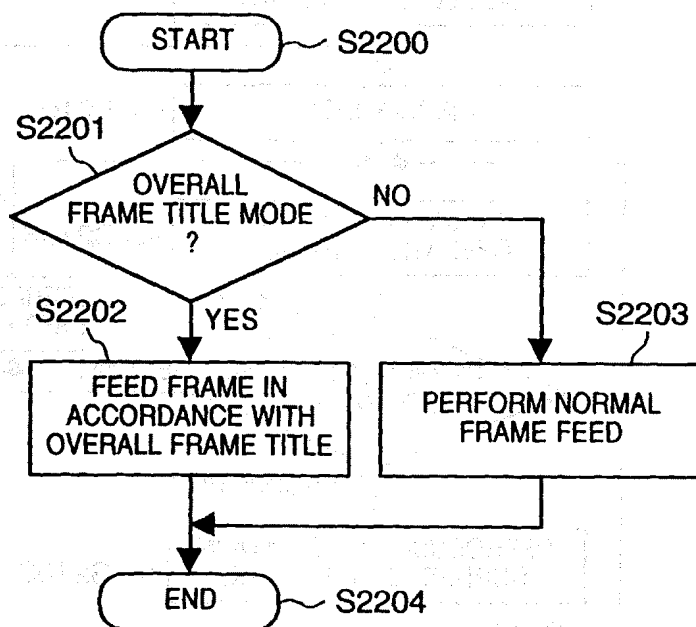 START
S2200
S2201
OVERALL
FRAME TITLE MODE
?
NO
YES
S2202
S2203
FEED FRAME IN
ACCORDANCE WITH
OVERALL FRAME TITLE
PERFORM NORMAL
FRAME FEED
END
S2204